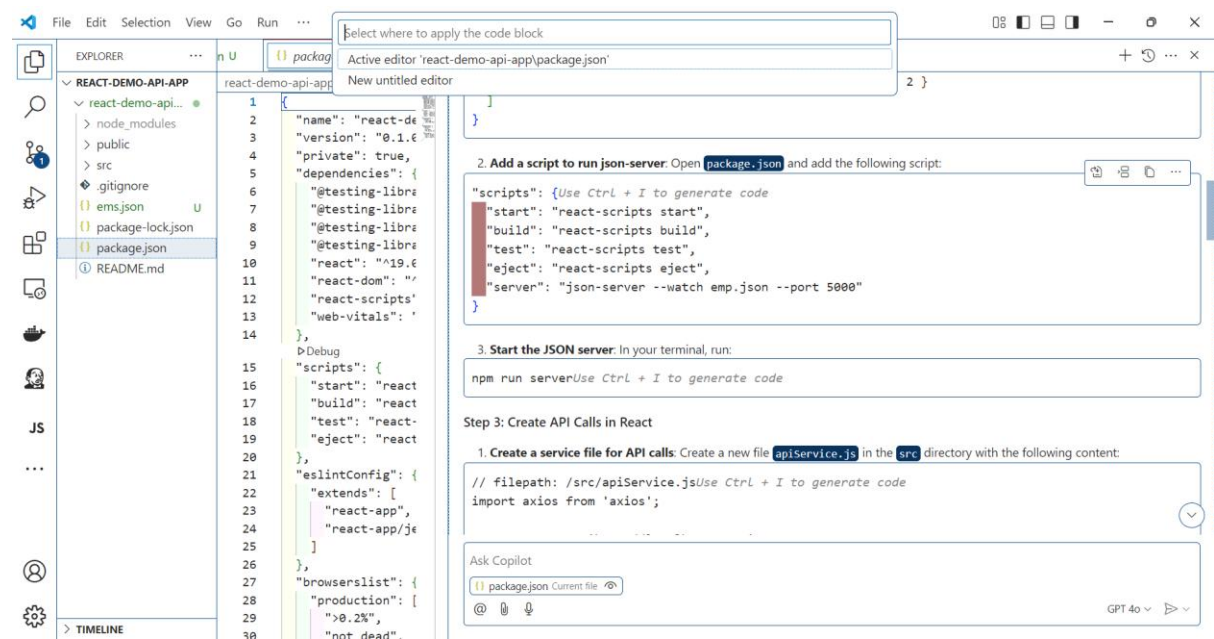 File Edit Selection View Go Run ...
Select where to apply the code block
Active editor 'react-demo-api-app\package.json'
New untitled editor
EXPLORER
REACT-DEMO-API-APP
react-demo-api...
node_modules
public
src
.gitignore
ems.json U
package-lock.json
package.json
README.md
TIMELINE
JS
1
n U
{} packag
react-demo-api-app
1 {
2 "name": "react-de
3 "version": "0.1.0
4 "private": true,
5 "dependencies": {
6 "@testing-libra
7 "@testing-libra
8 "@testing-libra
9 "@testing-libra
10 "react": "^19.0
11 "react-dom": "^
12 "react-scripts"
13 "web-vitals": "
14 },
Debug
15 "scripts": {
16 "start": "react
17 "build": "react
18 "test": "react-
19 "eject": "react
20 },
21 "eslintConfig": {
22 "extends": [
23 "react-app",
24 "react-app/je
25 ]
26 },
27 "browserslist": {
28 "production": [
29 ">0.2%",
30 "not dead",
2 }
]
}
2. Add a script to run json-server: Open package.json and add the following script:
"scripts": {Use Ctrl + I to generate code
"start": "react-scripts start",
"build": "react-scripts build",
"test": "react-scripts test",
"eject": "react-scripts eject",
"server": "json-server --watch emp.json --port 5000"
}
3. Start the JSON server: In your terminal, run:
npm run serverUse Ctrl + I to generate code
Step 3: Create API Calls in React
1. Create a service file for API calls: Create a new file apiService.js in the src directory with the following content:
// filepath: /src/apiService.jsUse Ctrl + I to generate code
import axios from 'axios';
Ask Copilot
{} package.json Current file
@
GPT 4o